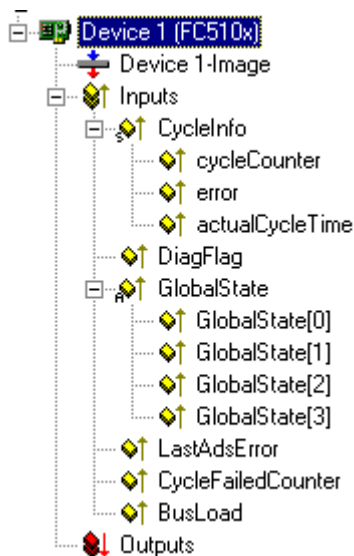 Device 1 (FC510x)
Device 1-Image
Inputs
CycleInfo
cycleCounter
error
actualCycleTime
DiagFlag
GlobalState
GlobalState[0]
GlobalState[1]
GlobalState[2]
GlobalState[3]
LastAdsError
CycleFailedCounter
BusLoad
Outputs